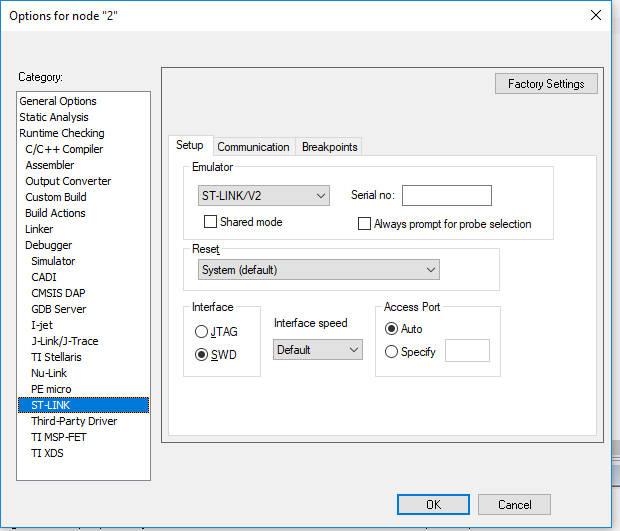 Options for node "2"
Category:
Factory Settings
General Options
Static Analysis
Runtime Checking
C/C++ Compiler
Assembler
Output Converter
Custom Build
Build Actions
Linker
Debugger
Simulator
CADI
CMSIS DAP
GDB Server
I-jet
J-Link/J-Trace
TI Stellaris
Nu-Link
PE micro
ST-LINK
Third-Party Driver
TI MSP-FET
TI XDS
Setup Communication Breakpoints
Emulator
ST-LINK/V2 Serial no:
Shared mode Always prompt for probe selection
Reset
System (default)
Interface
JTAG
SWD
Interface speed
Default
Access Port
Auto
Specify
OK Cancel